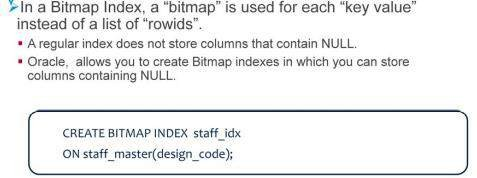 ➢In a Bitmap Index, a “bitmap” is used for each “key value”
instead of a list of “rowids”.
▪ A regular index does not store columns that contain NULL.
▪ Oracle,  allows you to create Bitmap indexes in which you can store
columns containing NULL.
CREATE BITMAP INDEX  staff_idx
ON staff_master(design_code);